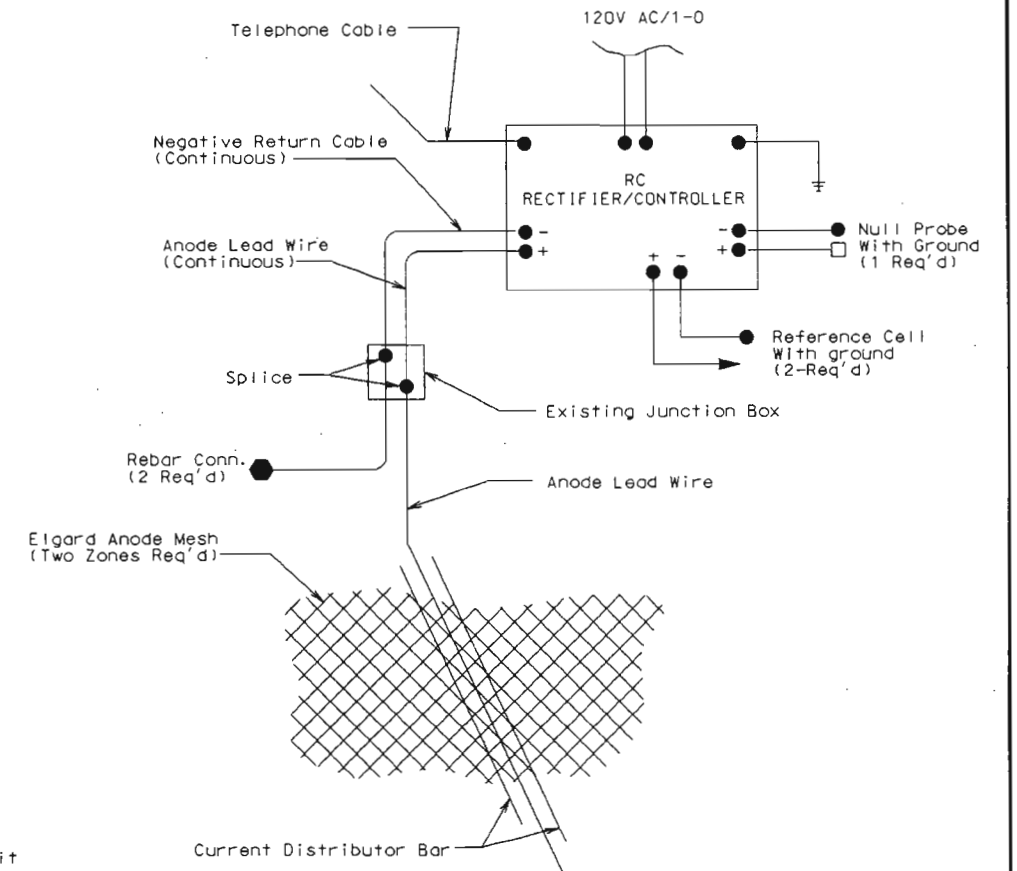 120V AC/1-0
Telephone Cable
Negative Return Cable
(Continuous)
RC
RECTIFIER/CONTROLLER
Anode Lead Wire
(Continuous)
-
+
-
+
+ -
Null Probe
With Ground
(1 Req'd)
Reference Cell
With ground
(2-Req'd)
Splice
Existing Junction Box
Rebar Conn.
(2 Req'd)
Anode Lead Wire
Elgard Anode Mesh
(Two Zones Req'd)
Current Distributor Bar